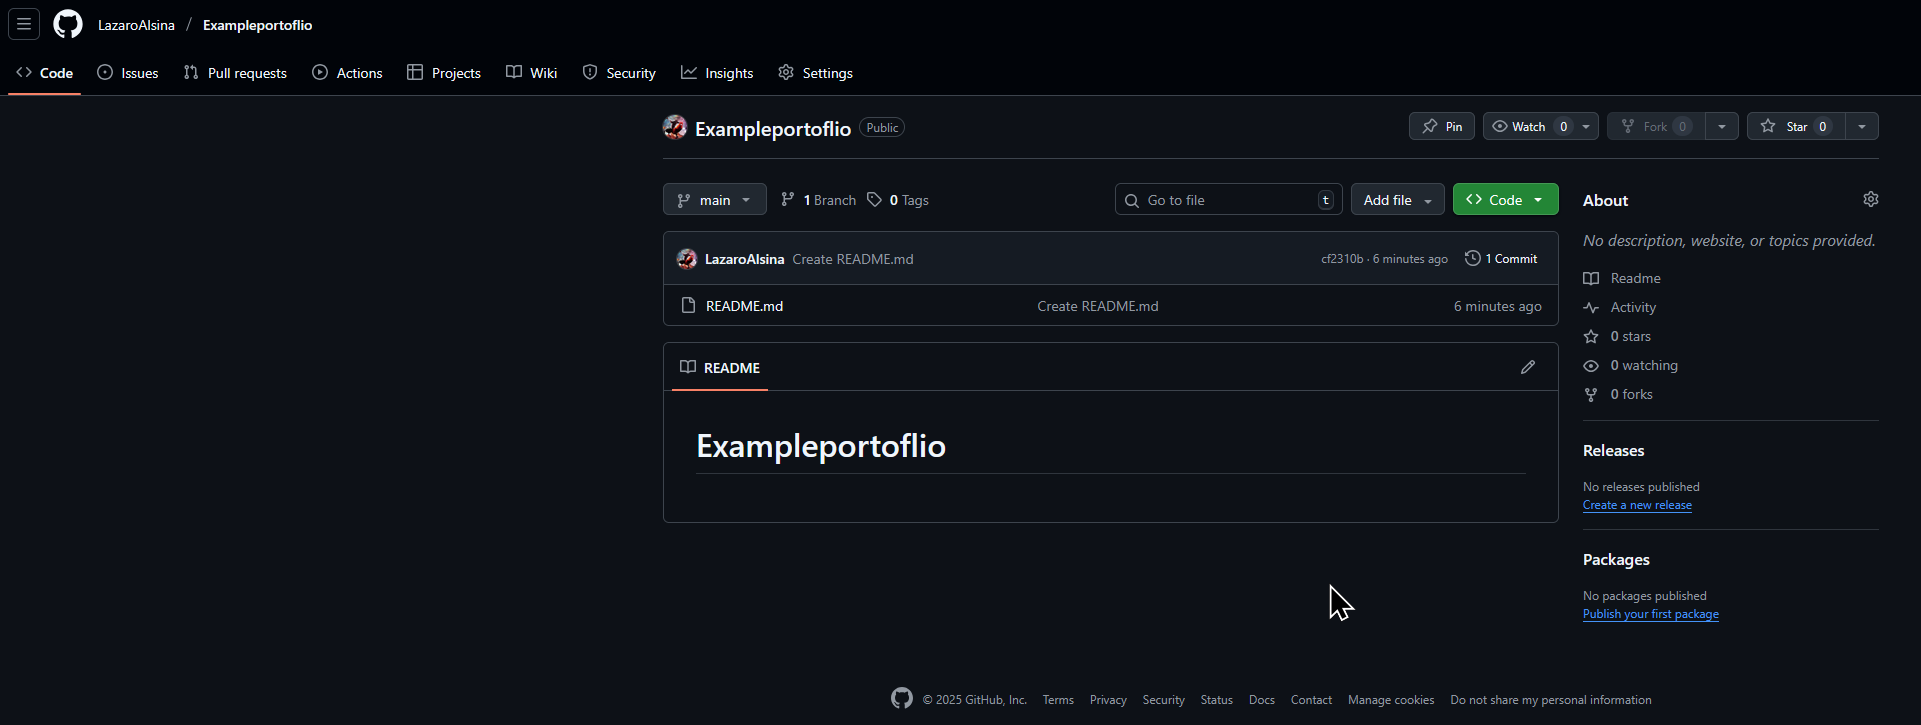 LazaroAlsina / Exampleportoflio
Code Issues Pull requests Actions Projects Wiki Security Insights Settings
Exampleportoflio Public
Pin Watch 0 Fork 0 Star 0
main 1 Branch 0 Tags Go to file t Add file Code
LazaroAlsina Create README.md cf2310b · 6 minutes ago 1 Commit
README.md Create README.md 6 minutes ago
README
Exampleportoflio
About
No description, website, or topics provided.
Readme
Activity
0 stars
0 watching
0 forks
Releases
No releases published
Create a new release
Packages
No packages published
Publish your first package
© 2025 GitHub, Inc. Terms Privacy Security Status Docs Contact Manage cookies Do not share my personal information